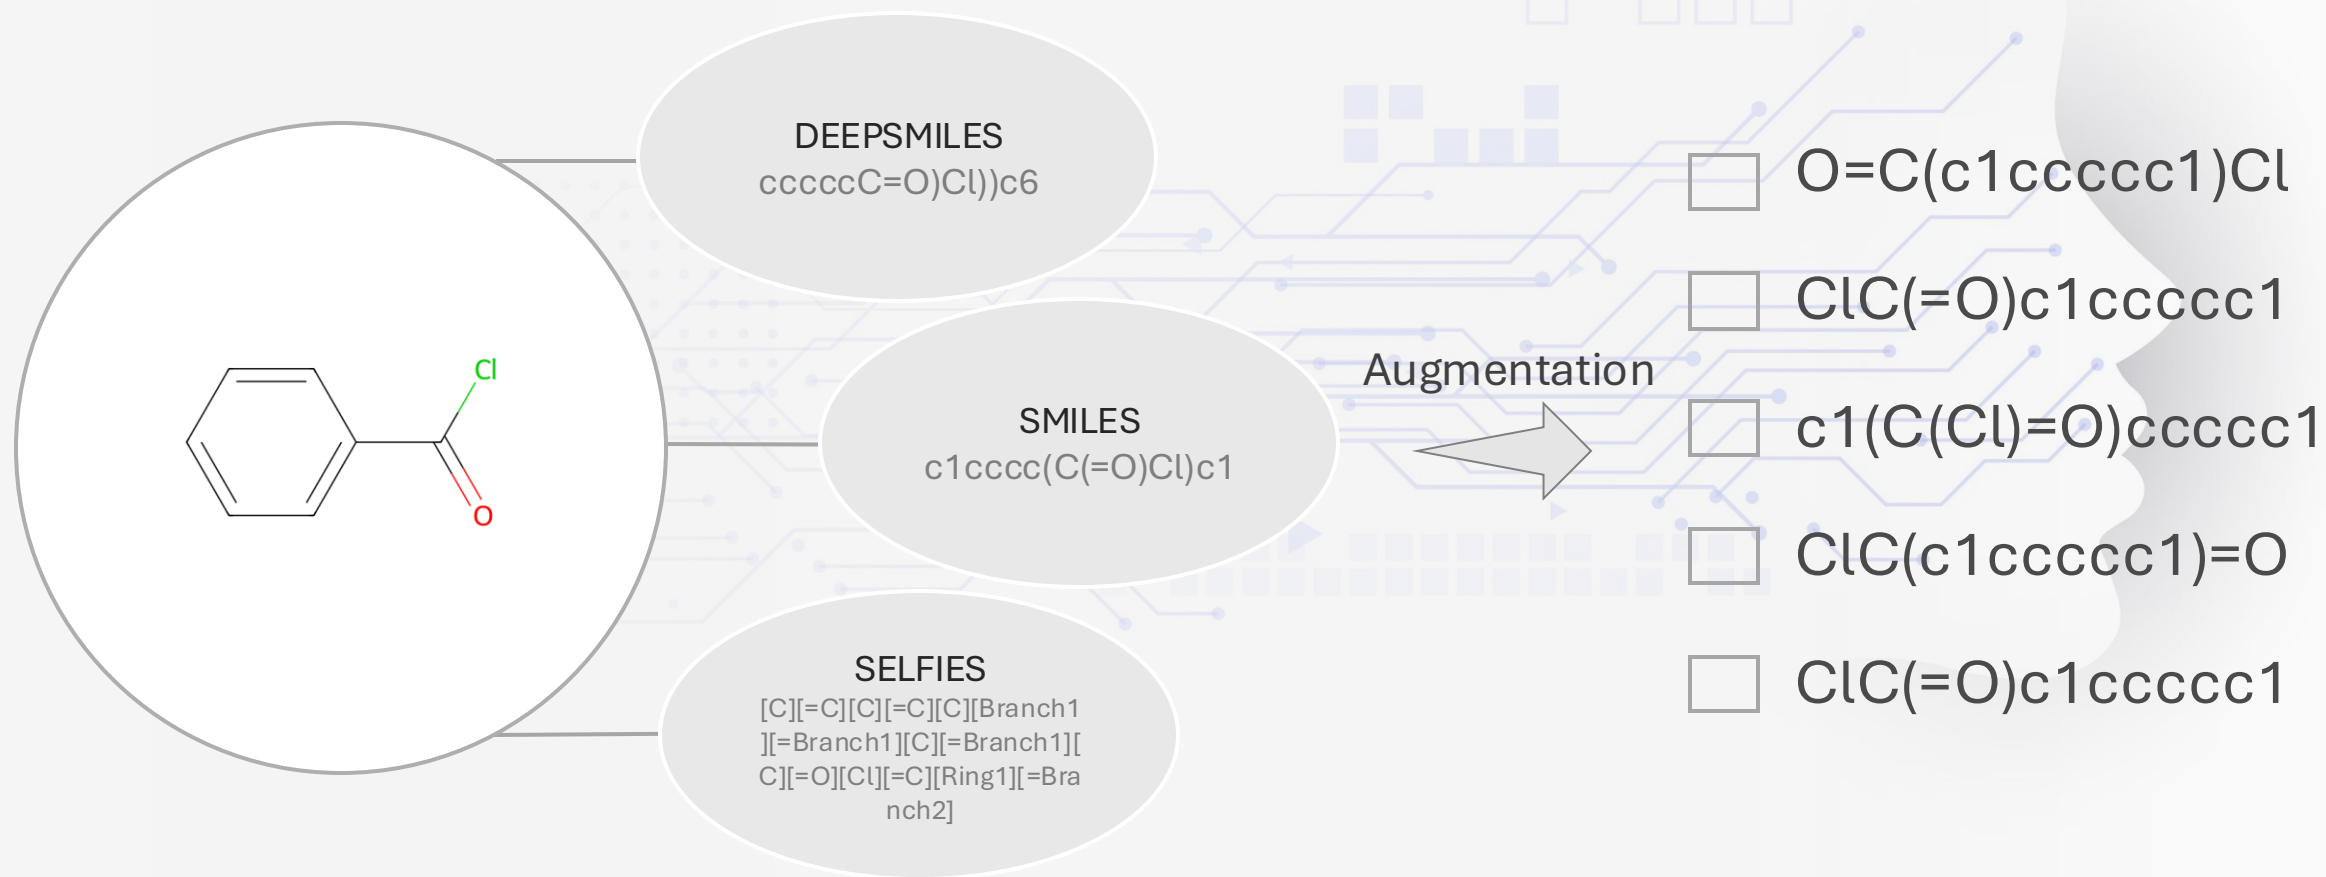 DEEPSMILES
cccccC=O)Cl))c6
Cl
O
SMILES
c1cccc(C(=O)Cl)c1
SELFIES
[C][=C][C][=C][C][Branch1
][=Branch1][C][=Branch1][
C][=O][Cl][=C][Ring1][=Bra
nch2]
Augmentation
O=C(c1ccccc1)Cl
ClC(=O)c1ccccc1
c1(C(Cl)=O)ccccc1
ClC(c1ccccc1)=O
ClC(=O)c1ccccc1